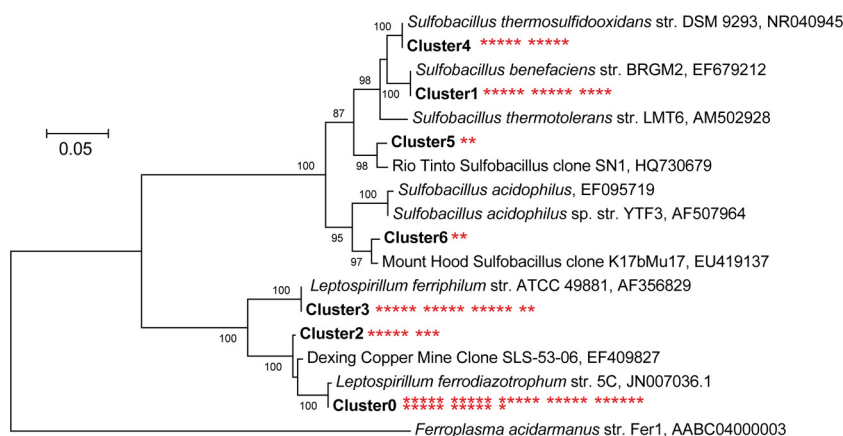 100 Sulfobacillus thermosulfidooxidans str. DSM 9293, NR040945
Cluster4 ***** *****
Sulfobacillus benefaciens str. BRGM2, EF679212
98
100 Cluster1 ***** ***** ****
87
Sulfobacillus thermotolerans str. LMT6, AM502928
0.05
Cluster5 **
100
98 Rio Tinto Sulfobacillus clone SN1, HQ730679
100 Sulfobacillus acidophilus, EF095719
Sulfobacillus acidophilus sp. str. YTF3, AF507964
95
Cluster6 **
97 Mount Hood Sulfobacillus clone K17bMu17, EU419137
100 Leptospirillum ferriphilum str. ATCC 49881, AF356829
Cluster3 ***** ***** ***** **
100
Cluster2 ***** ***
Dexing Copper Mine Clone SLS-53-06, EF409827
100
Leptospirillum ferrodiazotrophum str. 5C, JN007036.1
100 Cluster0 ***** ***** ***** ***** ******
***** ***** *
Ferroplasma acidarmanus str. Fer1, AABC04000003